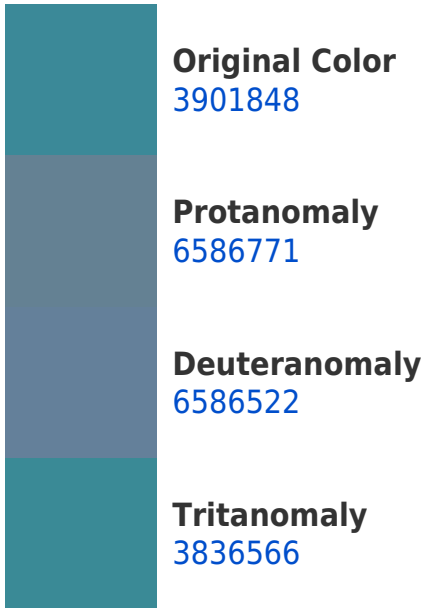 Original Color
3901848
Protanomaly
6586771
Deuteranomaly
6586522
Tritanomaly
3836566